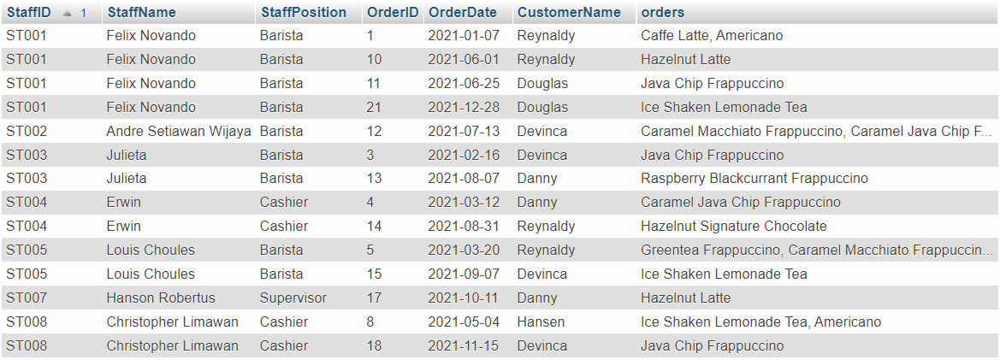 StaffID 1 StaffName StaffPosition OrderID OrderDate CustomerName orders
ST001 Felix Novando Barista 1 2021-01-07 Reynaldy Caffe Latte, Americano
ST001 Felix Novando Barista 10 2021-06-01 Reynaldy Hazelnut Latte
ST001 Felix Novando Barista 11 2021-06-25 Douglas Java Chip Frappuccino
ST001 Felix Novando Barista 21 2021-12-28 Douglas Ice Shaken Lemonade Tea
ST002 Andre Setiawan Wijaya Barista 12 2021-07-13 Devinca Caramel Macchiato Frappuccino, Caramel Java Chip F...
ST003 Julieta Barista 3 2021-02-16 Devinca Java Chip Frappuccino
ST003 Julieta Barista 13 2021-08-07 Danny Raspberry Blackcurrant Frappuccino
ST004 Erwin Cashier 4 2021-03-12 Danny Caramel Java Chip Frappuccino
ST004 Erwin Cashier 14 2021-08-31 Reynaldy Hazelnut Signature Chocolate
ST005 Louis Choules Barista 5 2021-03-20 Reynaldy Greentea Frappuccino, Caramel Macchiato Frappuccin...
ST005 Louis Choules Barista 15 2021-09-07 Devinca Ice Shaken Lemonade Tea
ST007 Hanson Robertus Supervisor 17 2021-10-11 Danny Hazelnut Latte
ST008 Christopher Limawan Cashier 8 2021-05-04 Hansen Ice Shaken Lemonade Tea, Americano
ST008 Christopher Limawan Cashier 18 2021-11-15 Devinca Java Chip Frappuccino